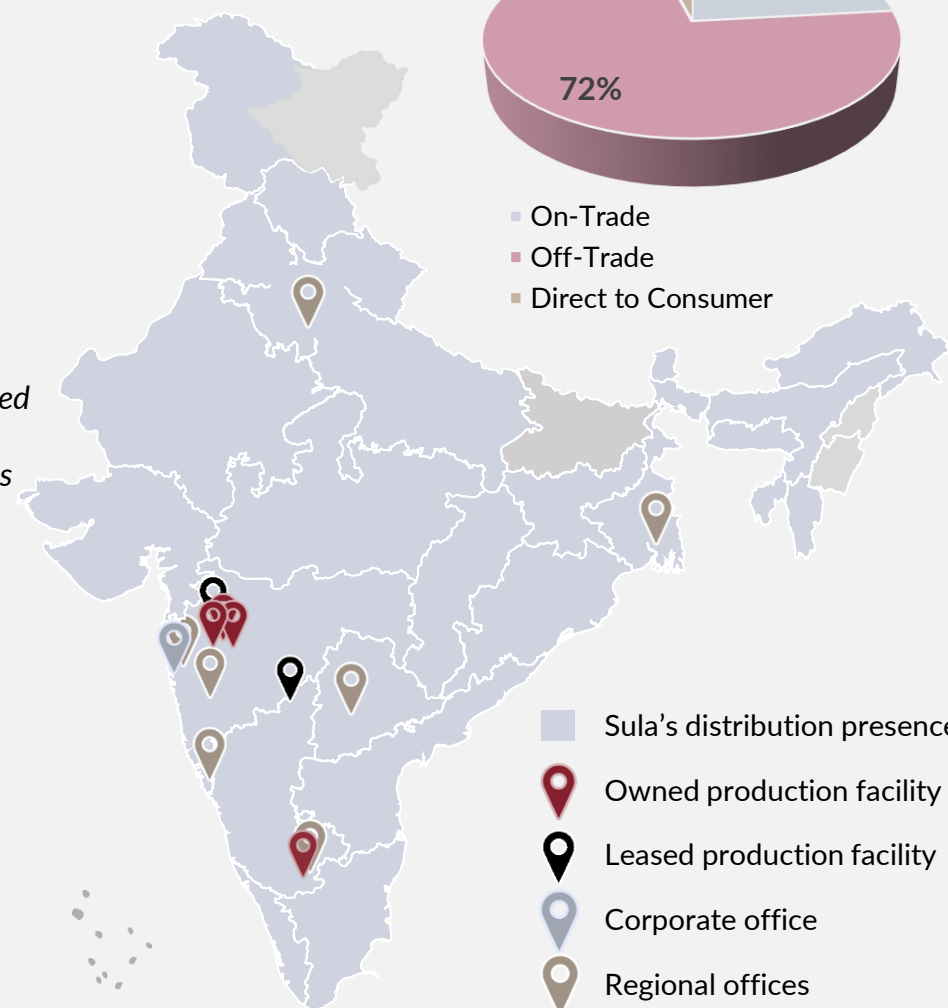 72%
On-Trade
Off-Trade
Direct to Consumer
ed
s
Sula’s distribution presence
Owned production facility
Leased production facility
Corporate office
Regional offices